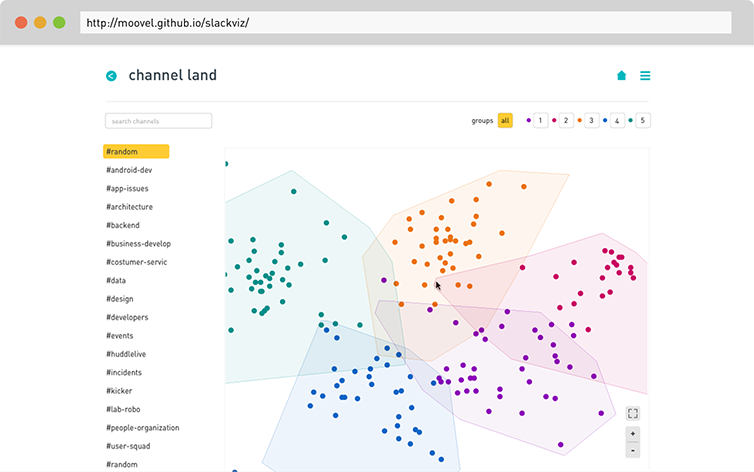 http://moovel.github.io/slackviz/
channel land
search channels
groups all 1 2 3 4 5
#random
#android-dev
#app-issues
#architecture
#backend
#business-develop
#costumer-servic
#data
#design
#developers
#events
#huddlelive
#incidents
#kicker
#lab-robo
#people-organization
#user-squad
#random
+
-